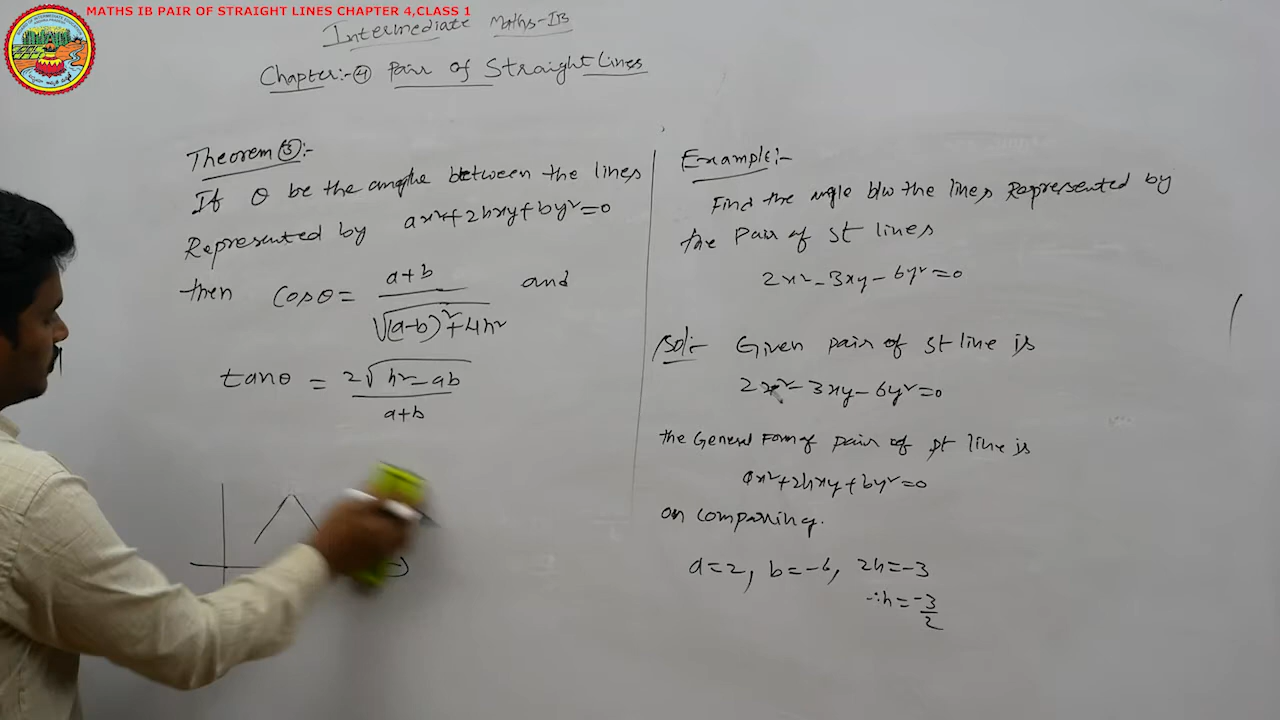 MATHS IB PAIR OF STRAIGHT LINES CHAPTER 4,CLASS 1
Intermediate Maths-IB
Chapter:-④ Pair of Straight Lines
Theorem ⑤:-
If θ be the angle between the lines
Represented by ax²+2hxy+by²=0
then Cosθ= a+b / √(a-b)²+4h² and
tanθ = 2√h²-ab / a+b
Example:-
Find the angle b/w the lines Represented by
the Pair of st lines
2x²-3xy-6y²=0
Sol:- Given pair of st line is
2x²-3xy-6y²=0
the General Form of pair of st line is
ax²+2hxy+by²=0
on comparing.
a=2, b=-6, 2h=-3
∴h=-3/2